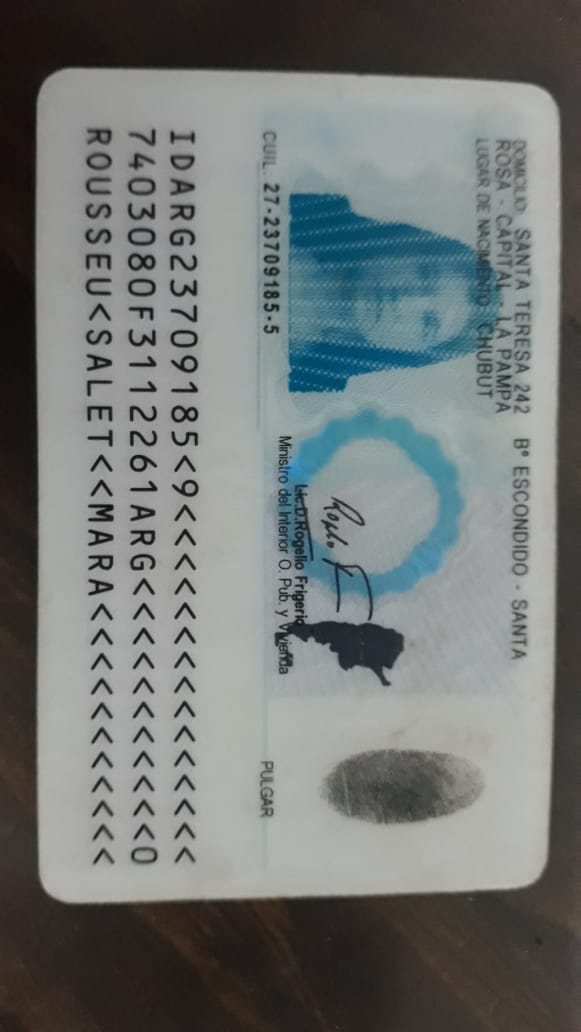 DOMICILIO: SANTA TERESA 242 Bº ESCONDIDO - SANTA
ROSA - CAPITAL - LA PAMPA
LUGAR DE NACIMIENTO: CHUBUT
Lic. D. Rogelio Frigerio
Ministro del Interior O. Pub. y Vivienda
CUIL: 27-23709185-5
PULGAR
IDARG23709185<9<<<<<<<<<<<<<<<
7403080F3112261ARG<<<<<<<<<<<0
ROUSSEU<SALET<<MARA<<<<<<<<<<<